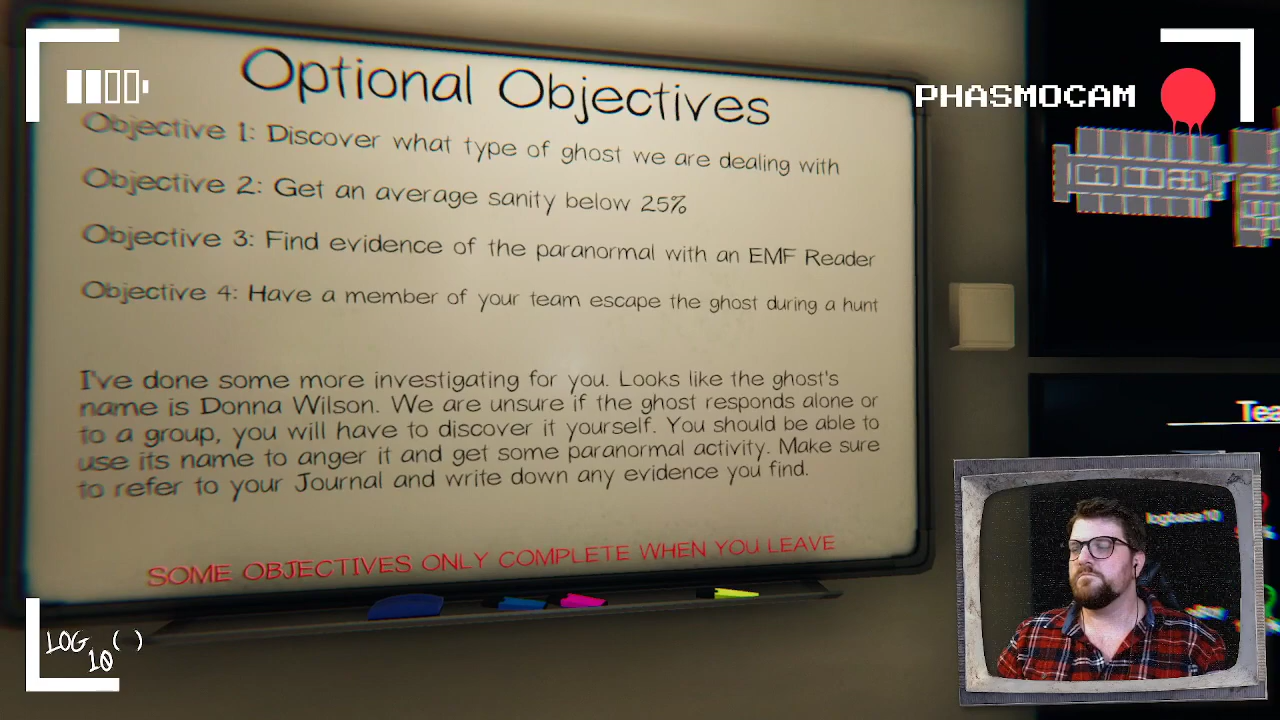 Optional Objectives
PHASMOCAM
Objective 1: Discover what type of ghost we are dealing with
Objective 2: Get an average sanity below 25%
Objective 3: Find evidence of the paranormal with an EMF Reader
Objective 4: Have a member of your team escape the ghost during a hunt
I've done some more investigating for you. Looks like the ghost's
name is Donna Wilson. We are unsure if the ghost responds alone or
to a group, you will have to discover it yourself. You should be able to
use its name to anger it and get some paranormal activity. Make sure
to refer to your Journal and write down any evidence you find.
SOME OBJECTIVES ONLY COMPLETE WHEN YOU LEAVE
Tea
logbase10
LOG10( )